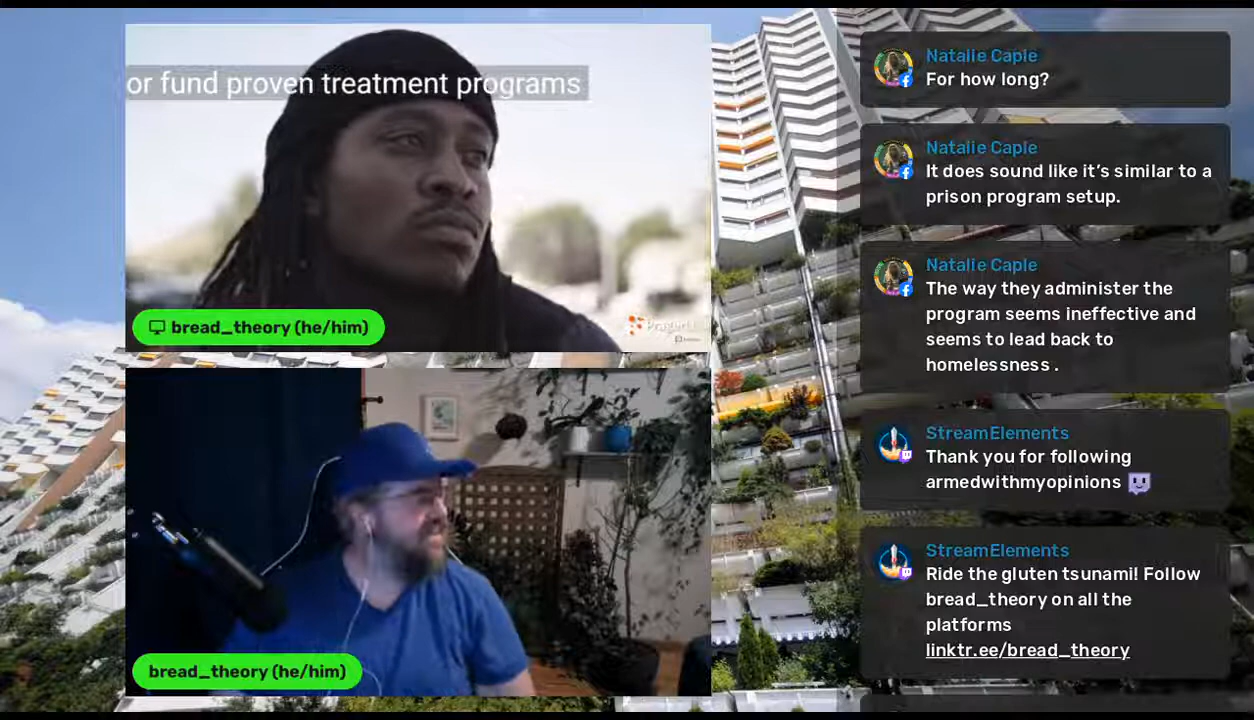 or fund proven treatment programs
bread_theory (he/him)
bread_theory (he/him)
Natalie Caple
For how long?
Natalie Caple
It does sound like it's similar to a
prison program setup.
Natalie Caple
The way they administer the
program seems ineffective and
seems to lead back to
homelessness .
StreamElements
Thank you for following
armedwithmyopinions
StreamElements
Ride the gluten tsunami! Follow
bread_theory on all the
platforms
linktr.ee/bread_theory